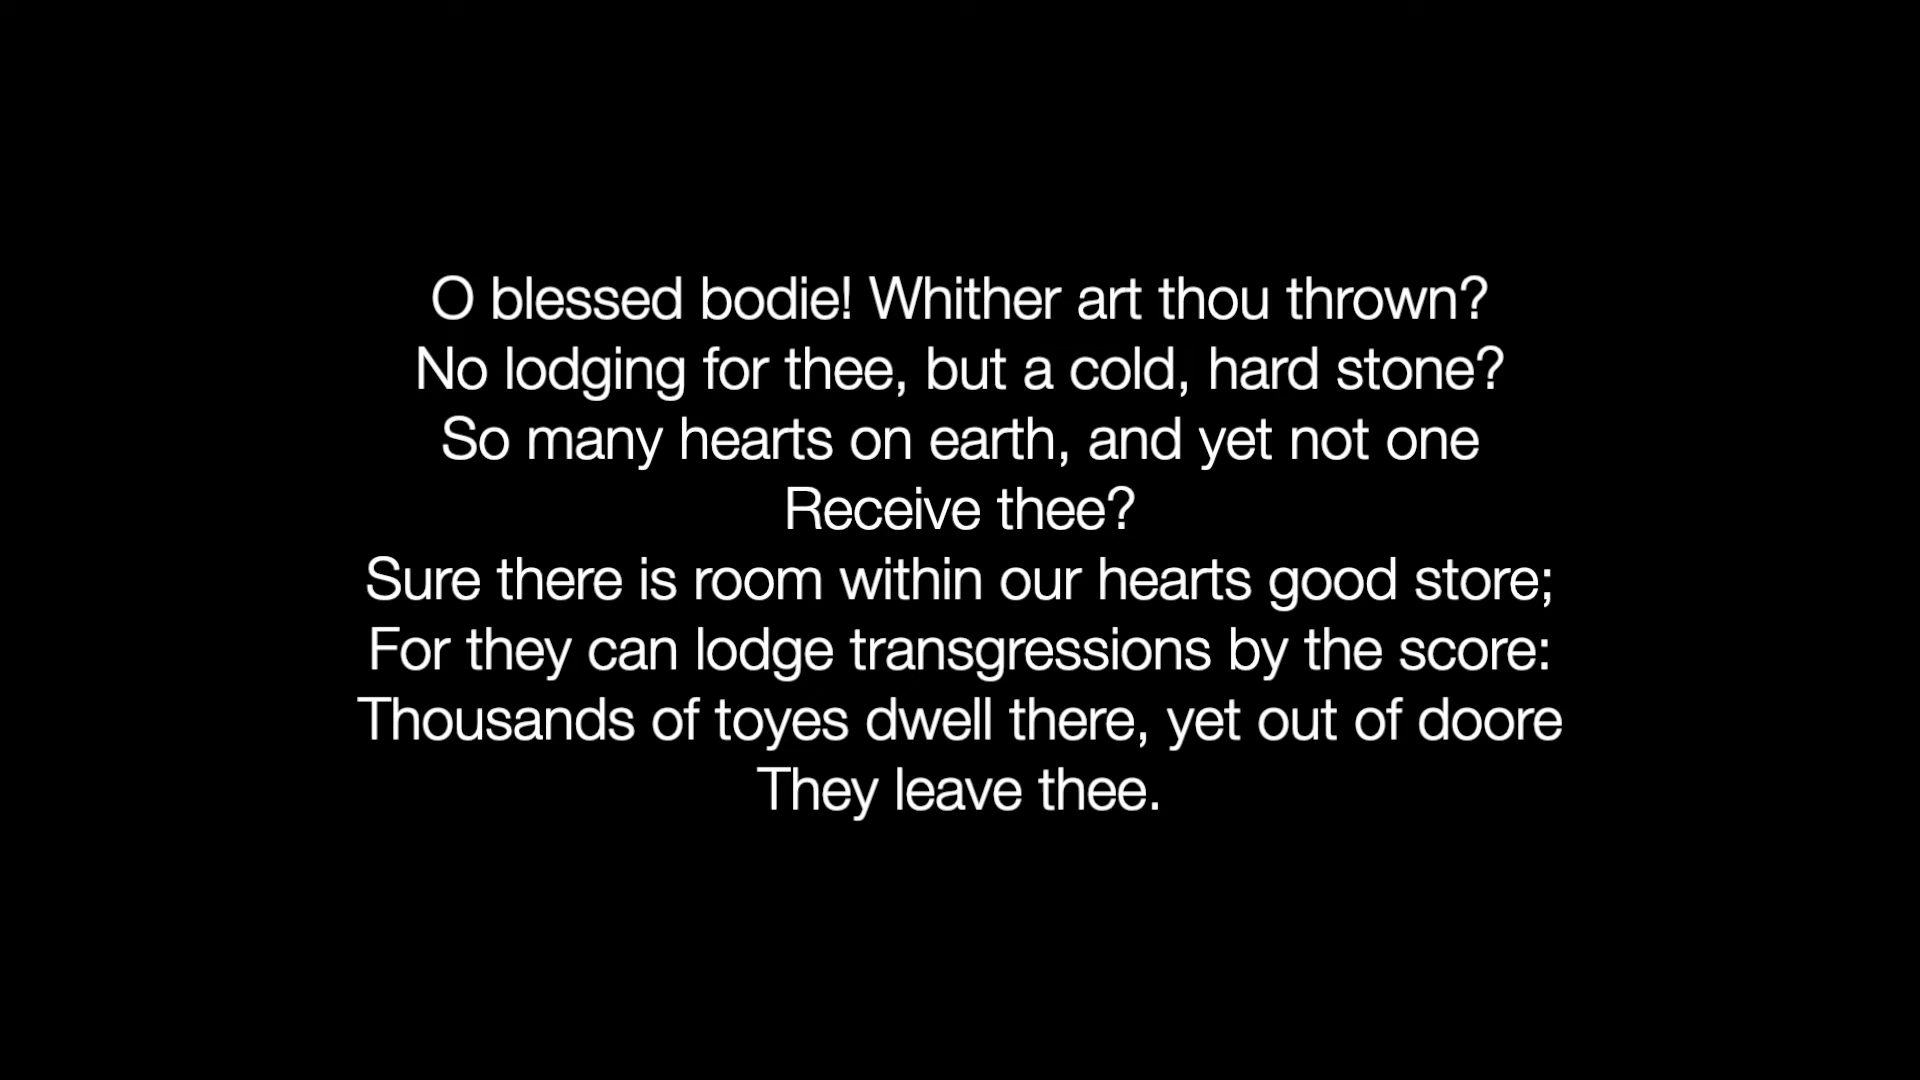 O blessed bodie! Whither art thou thrown?
No lodging for thee, but a cold, hard stone?
So many hearts on earth, and yet not one
Receive thee?
Sure there is room within our hearts good store;
For they can lodge transgressions by the score:
Thousands of toyes dwell there, yet out of doore
They leave thee.